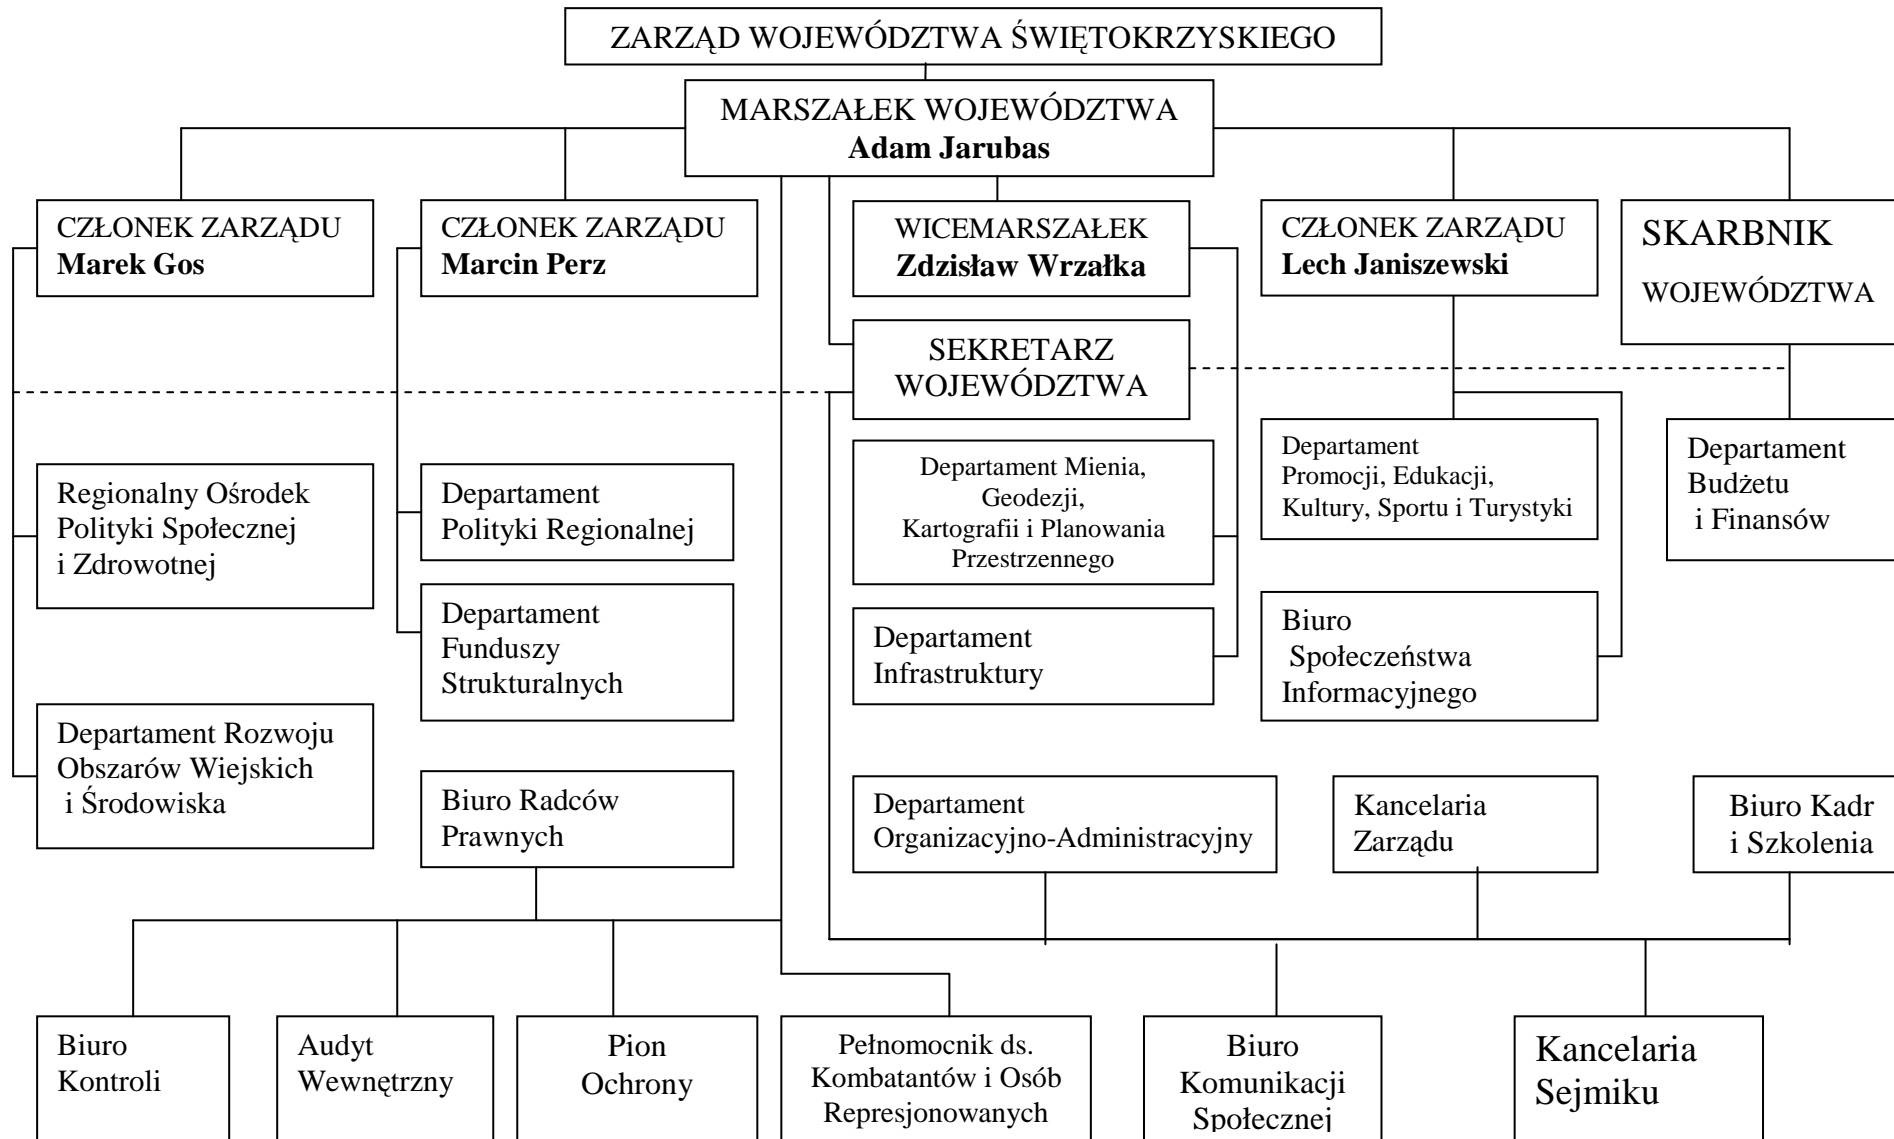 ZARZĄD WOJEWÓDZTWA ŚWIĘTOKRZYSKIEGO
MARSZAŁEK WOJEWÓDZTWA
Adam Jarubas
CZŁONEK ZARZĄDU
Marek Gos
CZŁONEK ZARZĄDU
Marcin Perz
WICEMARSZAŁEK
Zdzisław Wrzałka
CZŁONEK ZARZĄDU
Lech Janiszewski
SKARBNIK
WOJEWÓDZTWA
SEKRETARZ
WOJEWÓDZTWA
Regionalny Ośrodek
Polityki Społecznej
i Zdrowotnej
Departament
Polityki Regionalnej
Departament Mienia,
Geodezji,
Kartografii i Planowania
Przestrzennego
Departament
Promocji, Edukacji,
Kultury, Sportu i Turystyki
Departament
Budżetu
i Finansów
Departament
Funduszy
Strukturalnych
Departament
Infrastruktury
Biuro
Społeczeństwa
Informacyjnego
Departament Rozwoju
Obszarów Wiejskich
i Środowiska
Biuro Radców
Prawnych
Departament
Organizacyjno-Administracyjny
Kancelaria
Zarządu
Biuro Kadr
i Szkolenia
Biuro
Kontroli
Audyt
Wewnętrzny
Pion
Ochrony
Pełnomocnik ds.
Kombatantów i Osób
Represjonowanych
Biuro
Komunikacji
Społecznej
Kancelaria
Sejmiku